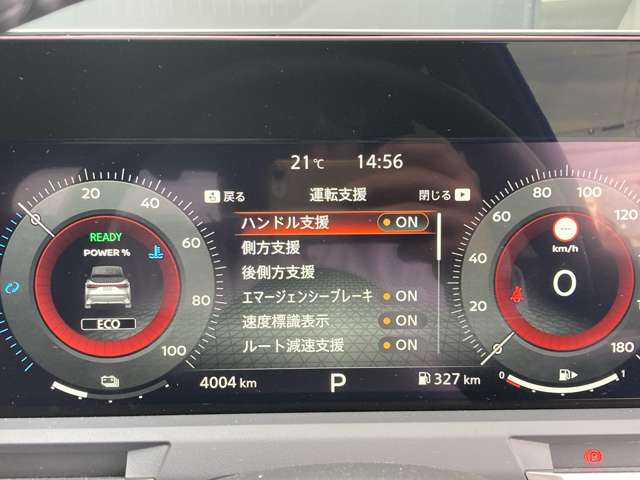 21℃ 14:56
戻る 運転支援 閉じる
ハンドル支援 ON
側方支援
後側方支援
エマージェンシーブレーキ ON
速度標識表示 ON
ルート減速支援 ON
0 20 40 60 80 100
READY
POWER %
ECO
0 20 40 60 80 100 120 180
km/h
0
4004 km P 327 km
0 1